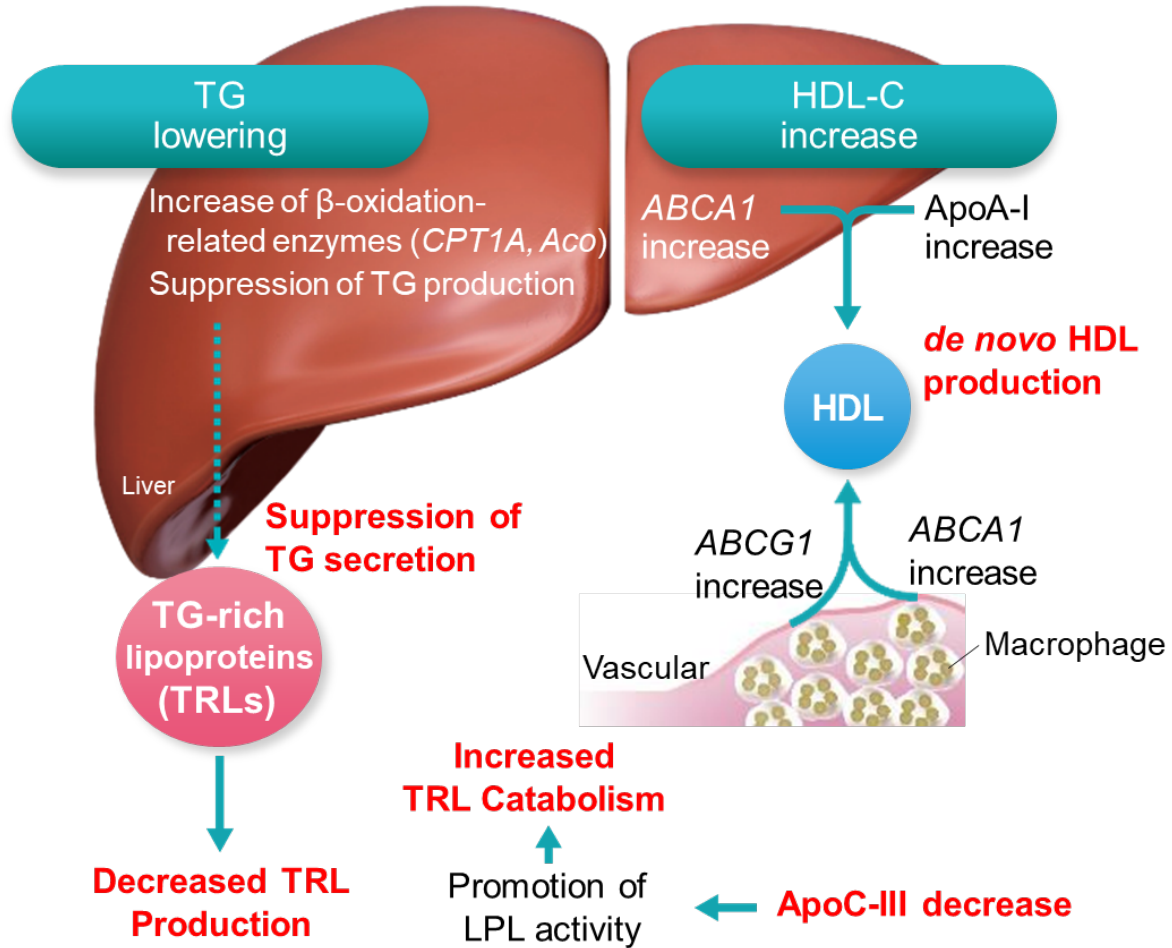 TG
lowering
HDL-C
increase
Increase of β-oxidation-
related enzymes (CPT1A, Aco)
Suppression of TG production
ABCA1
increase
ApoA-I
increase
de novo HDL
production
HDL
Liver
Suppression of
TG secretion
ABCG1
increase
ABCA1
increase
TG-rich
lipoproteins
(TRLs)
Vascular
Macrophage
Increased
TRL Catabolism
Decreased TRL
Production
Promotion of
LPL activity
ApoC-III decrease